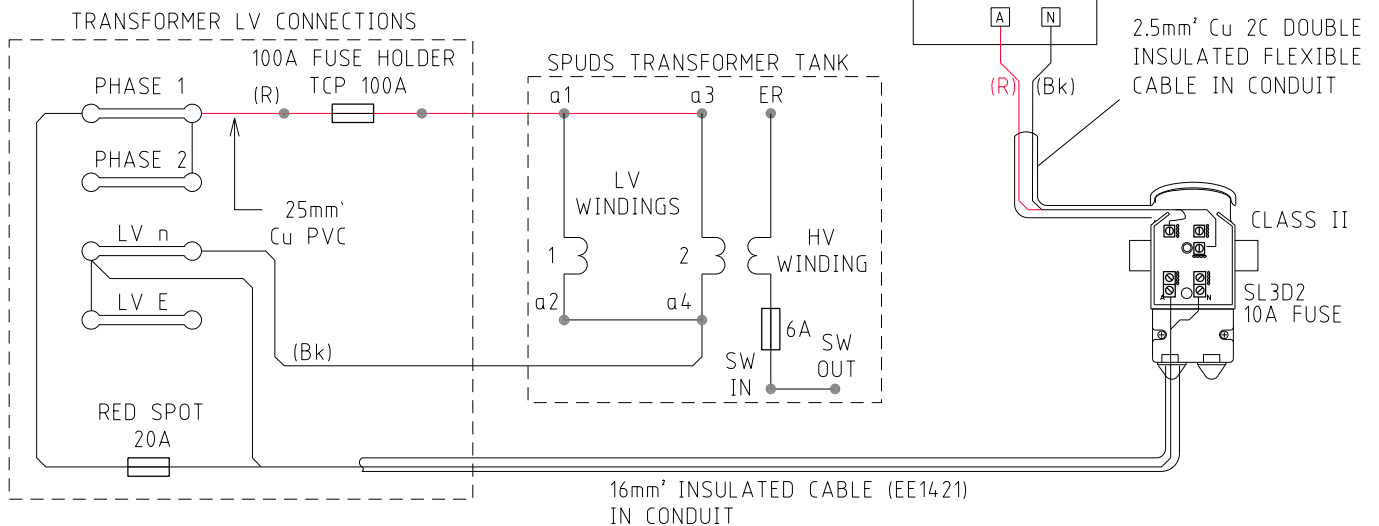 TRANSFORMER LV CONNECTIONS
A
N
2.5mm² Cu 2C DOUBLE
INSULATED FLEXIBLE
CABLE IN CONDUIT
100A FUSE HOLDER
TCP 100A
SPUDS TRANSFORMER TANK
PHASE 1
(R)
a1
a3
ER
(R)
(Bk)
PHASE 2
LV
WINDINGS
25mm²
Cu PVC
CLASS II
LV n
1
2
HV
WINDING
LV E
a2
a4
A
N
SL3D2
10A FUSE
6A
(Bk)
SW
IN
SW
OUT
RED SPOT
20A
16mm² INSULATED CABLE (EE1421)
IN CONDUIT